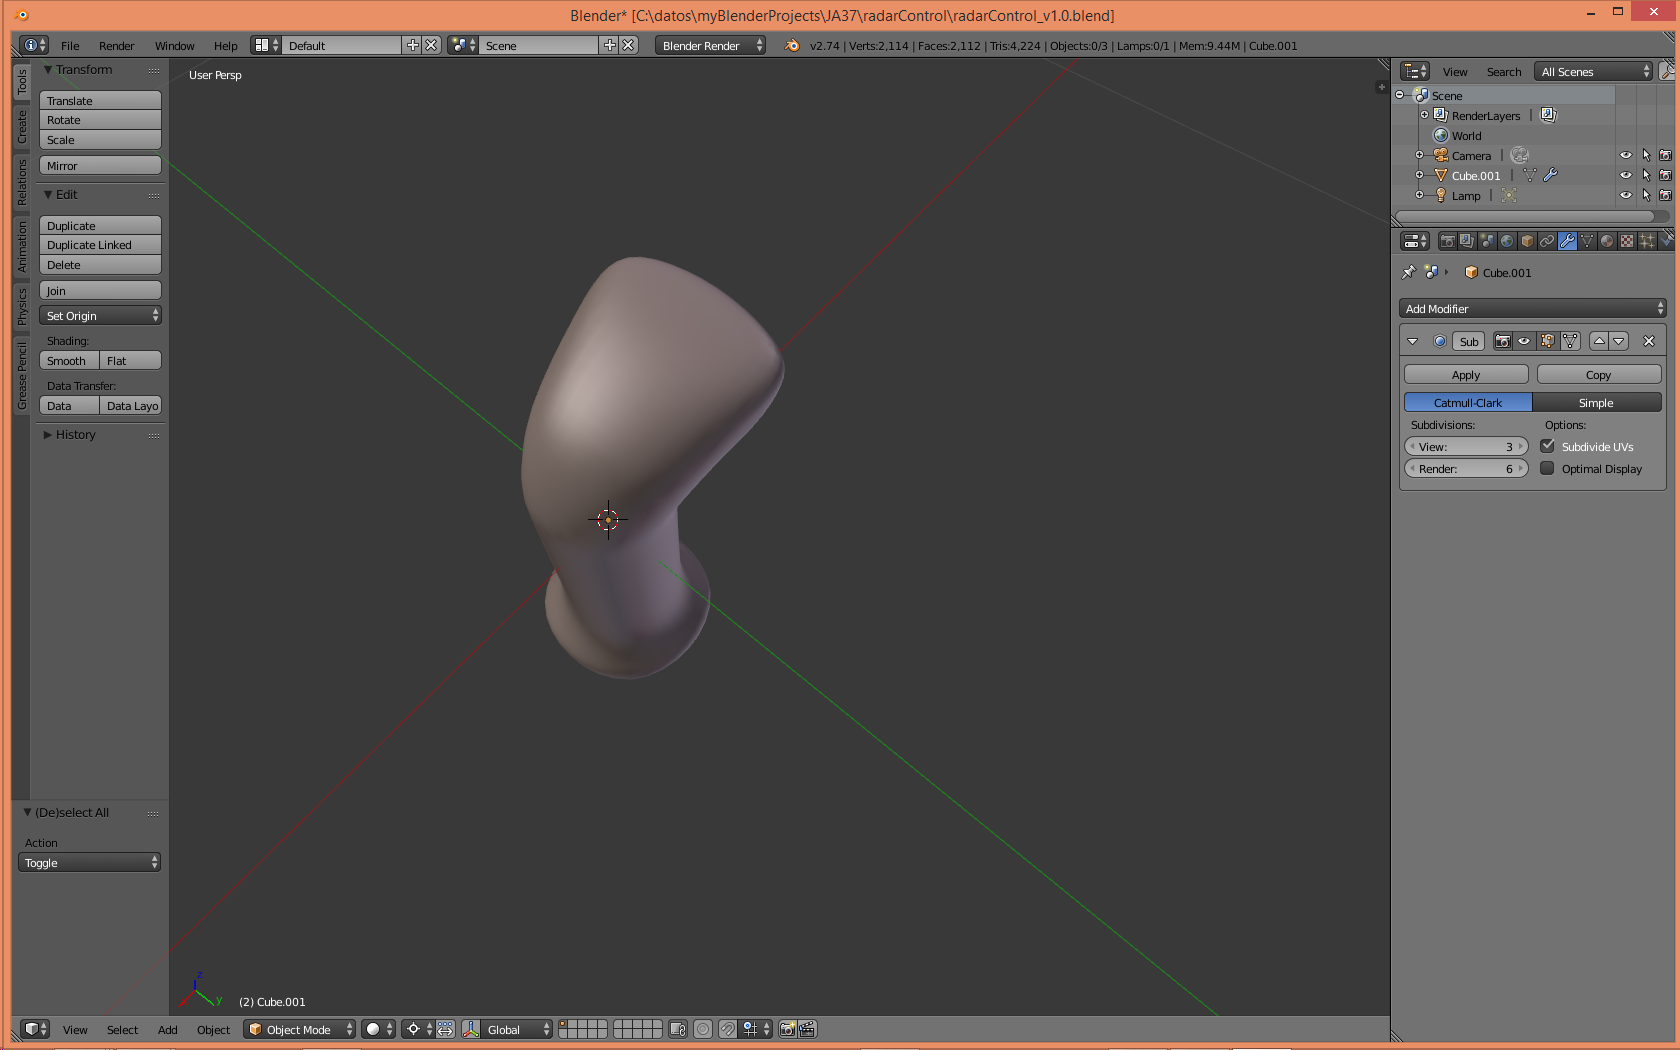 Blender* [C:\datos\myBlenderProjects\JA37\radarControl\radarControl_v1.0.blend]
File Render Window Help Default Scene Blender Render v2.74 | Verts:2,114 | Faces:2,112 | Tris:4,224 | Objects:0/3 | Lamps:0/1 | Mem:9.44M | Cube.001
Tools
Create
Relations
Animation
Physics
Grease Pencil
Transform
Translate
Rotate
Scale
Mirror
Edit
Duplicate
Duplicate Linked
Delete
Join
Set Origin
Shading:
Smooth Flat
Data Transfer:
Data Data Layo
History
(De)select All
Action
Toggle
User Persp
z
y
(2) Cube.001
View Select Add Object Object Mode Global
View Search All Scenes
Scene
RenderLayers |
World
Camera |
Cube.001 |
Lamp |
Cube.001
Add Modifier
Sub
Apply Copy
Catmull-Clark Simple
Subdivisions: Options:
View: 3 Subdivide UVs
Render: 6 Optimal Display